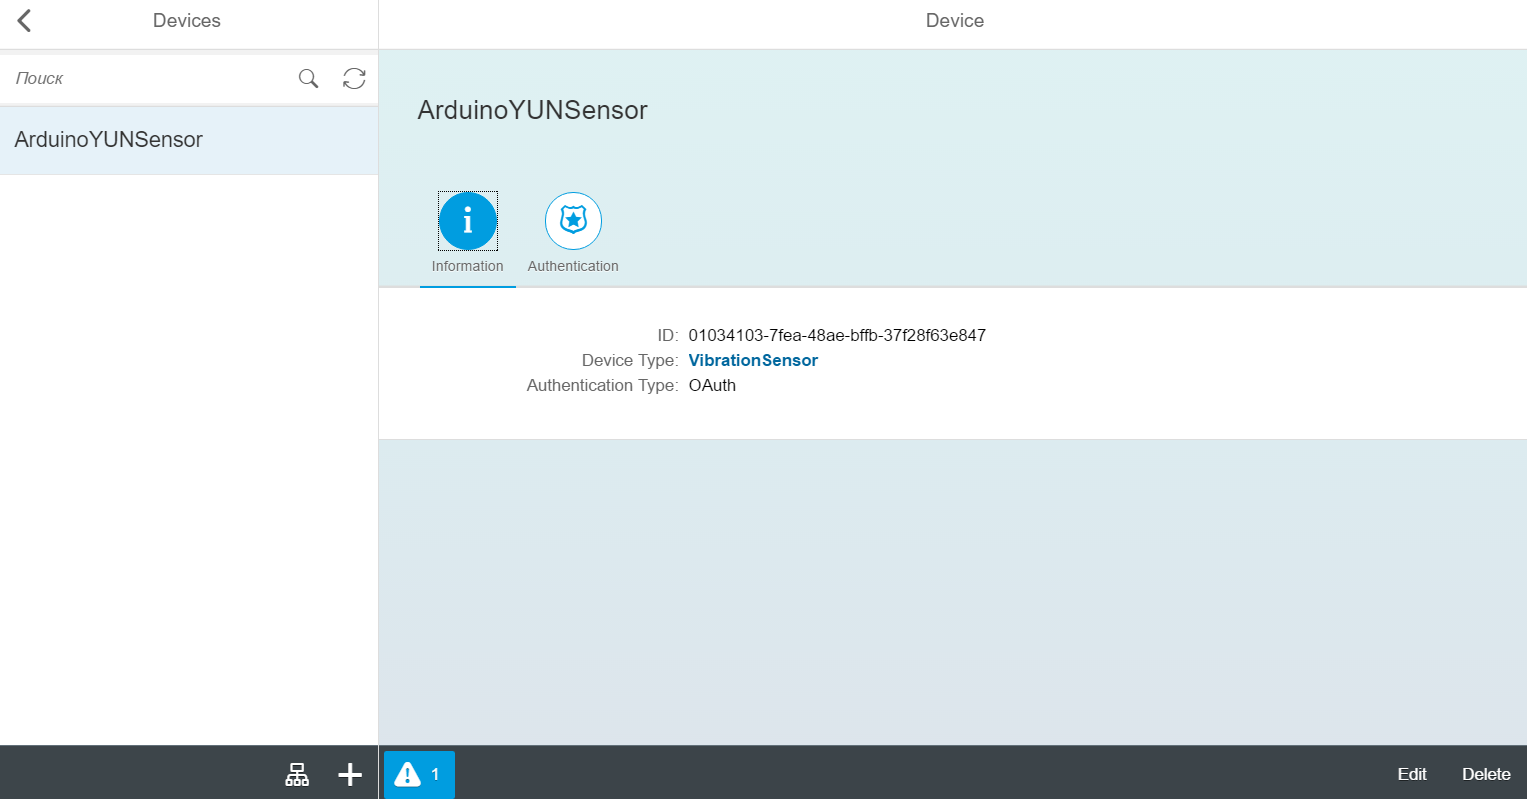 Devices
Поиск
ArduinoYUNSensor
Device
ArduinoYUNSensor
Information
Authentication
ID: 01034103-7fea-48ae-bffb-37f28f63e847
Device Type: VibrationSensor
Authentication Type: OAuth
1
Edit
Delete